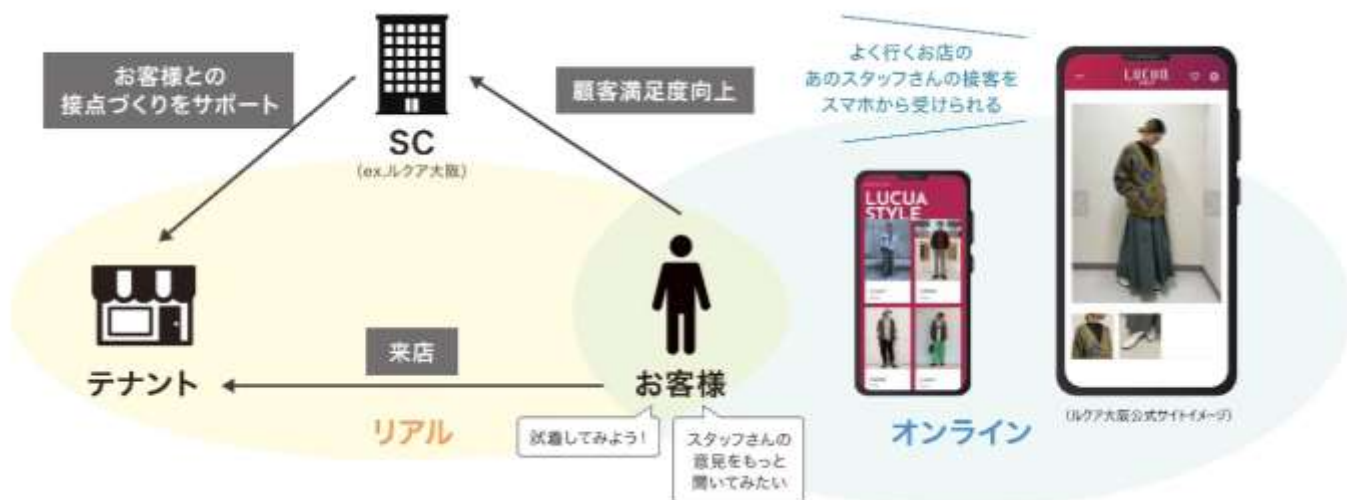 お客様との
接点づくりをサポート
SC
(ex.ルクア大阪)
顧客満足度向上
よく行くお店の
あのスタッフさんの接客を
スマホから受けられる
LUCUA
LUCUA
STYLE
テナント
来店
お客様
リアル
試着してみよう!
スタッフさんの
意見をもっと
聞いてみたい
オンライン
(ルクア大阪公式サイトイメージ)